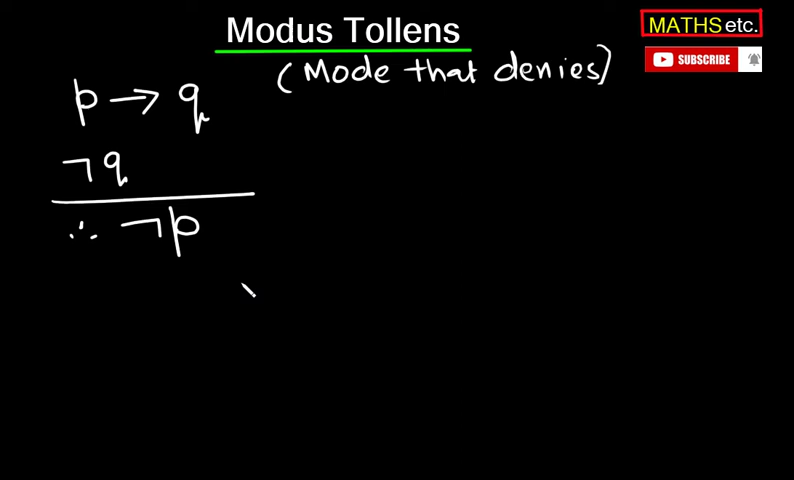 Modus Tollens
MATHS etc.
(Mode that denies)
SUBSCRIBE
p → q
¬q
∴ ¬p